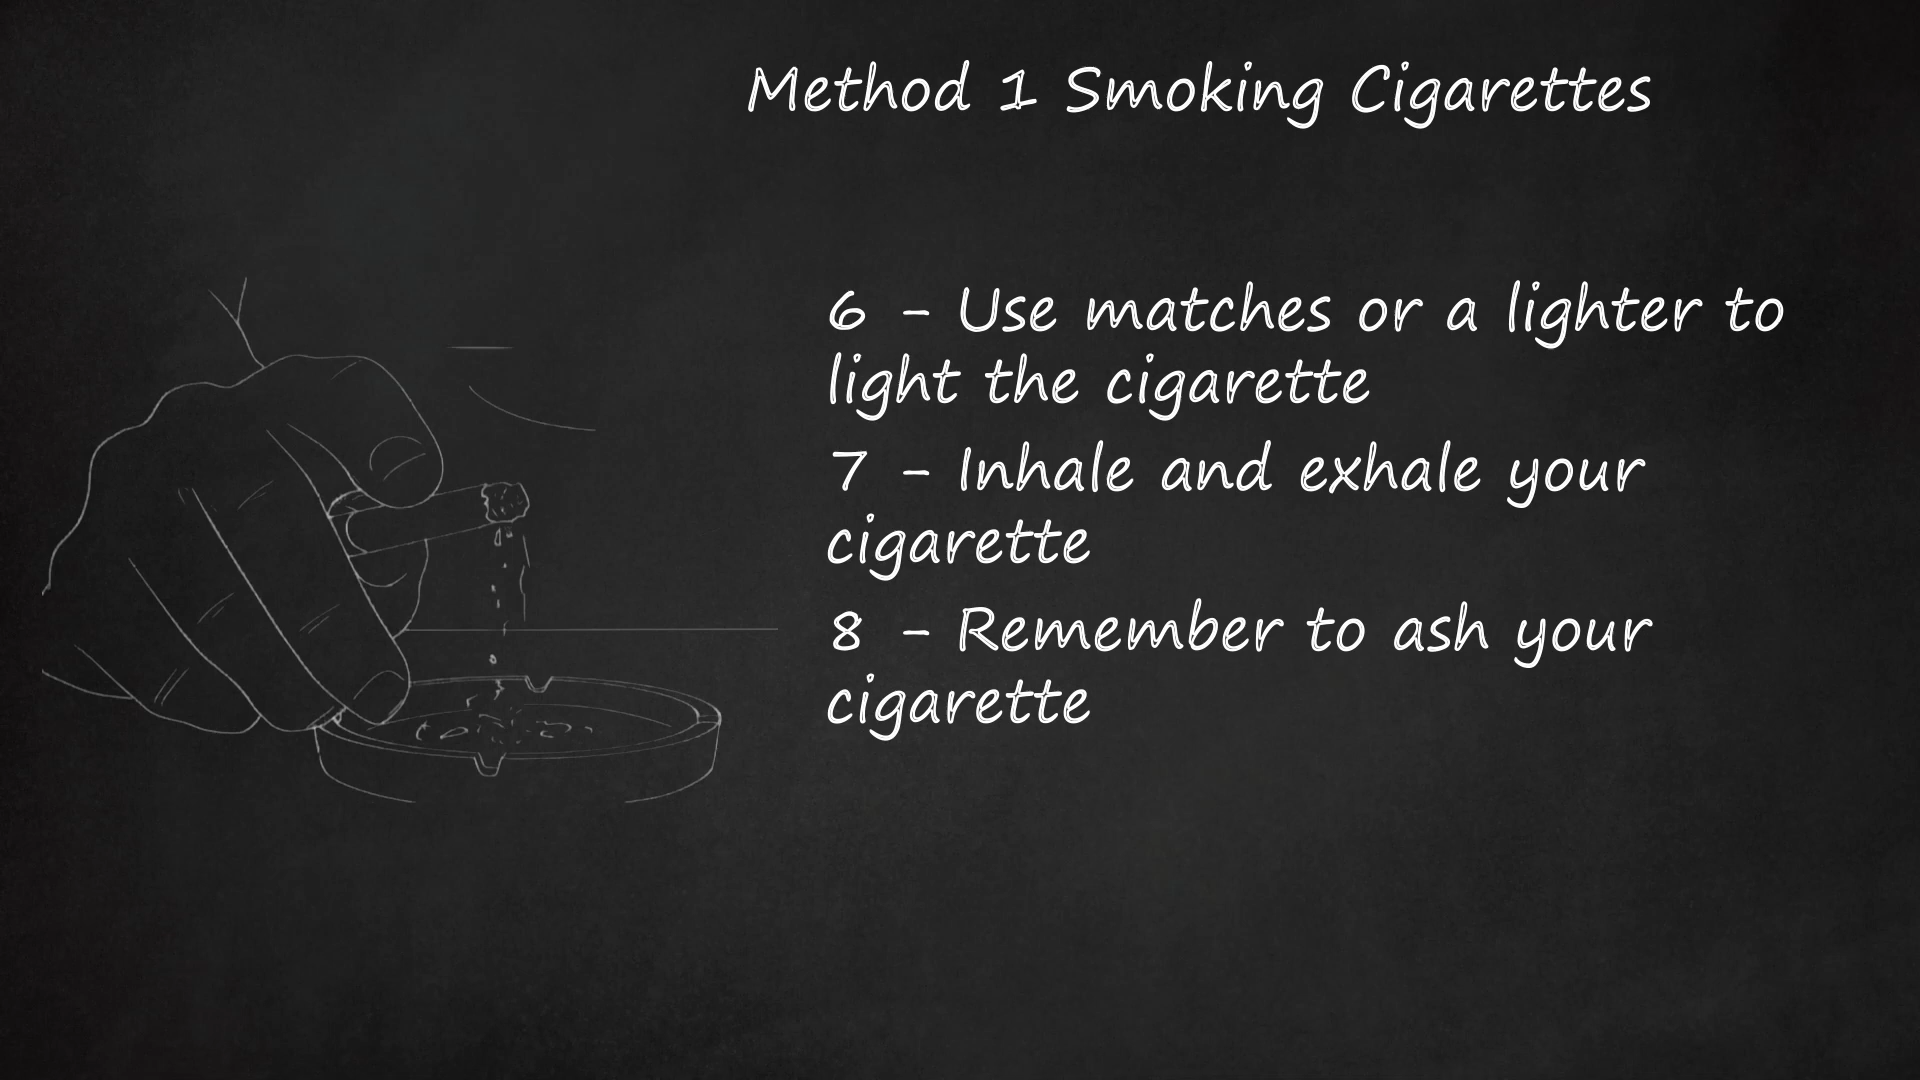 Method 1 Smoking Cigarettes
6 - Use matches or a lighter to
light the cigarette
7 - Inhale and exhale your
cigarette
8 - Remember to ash your
cigarette